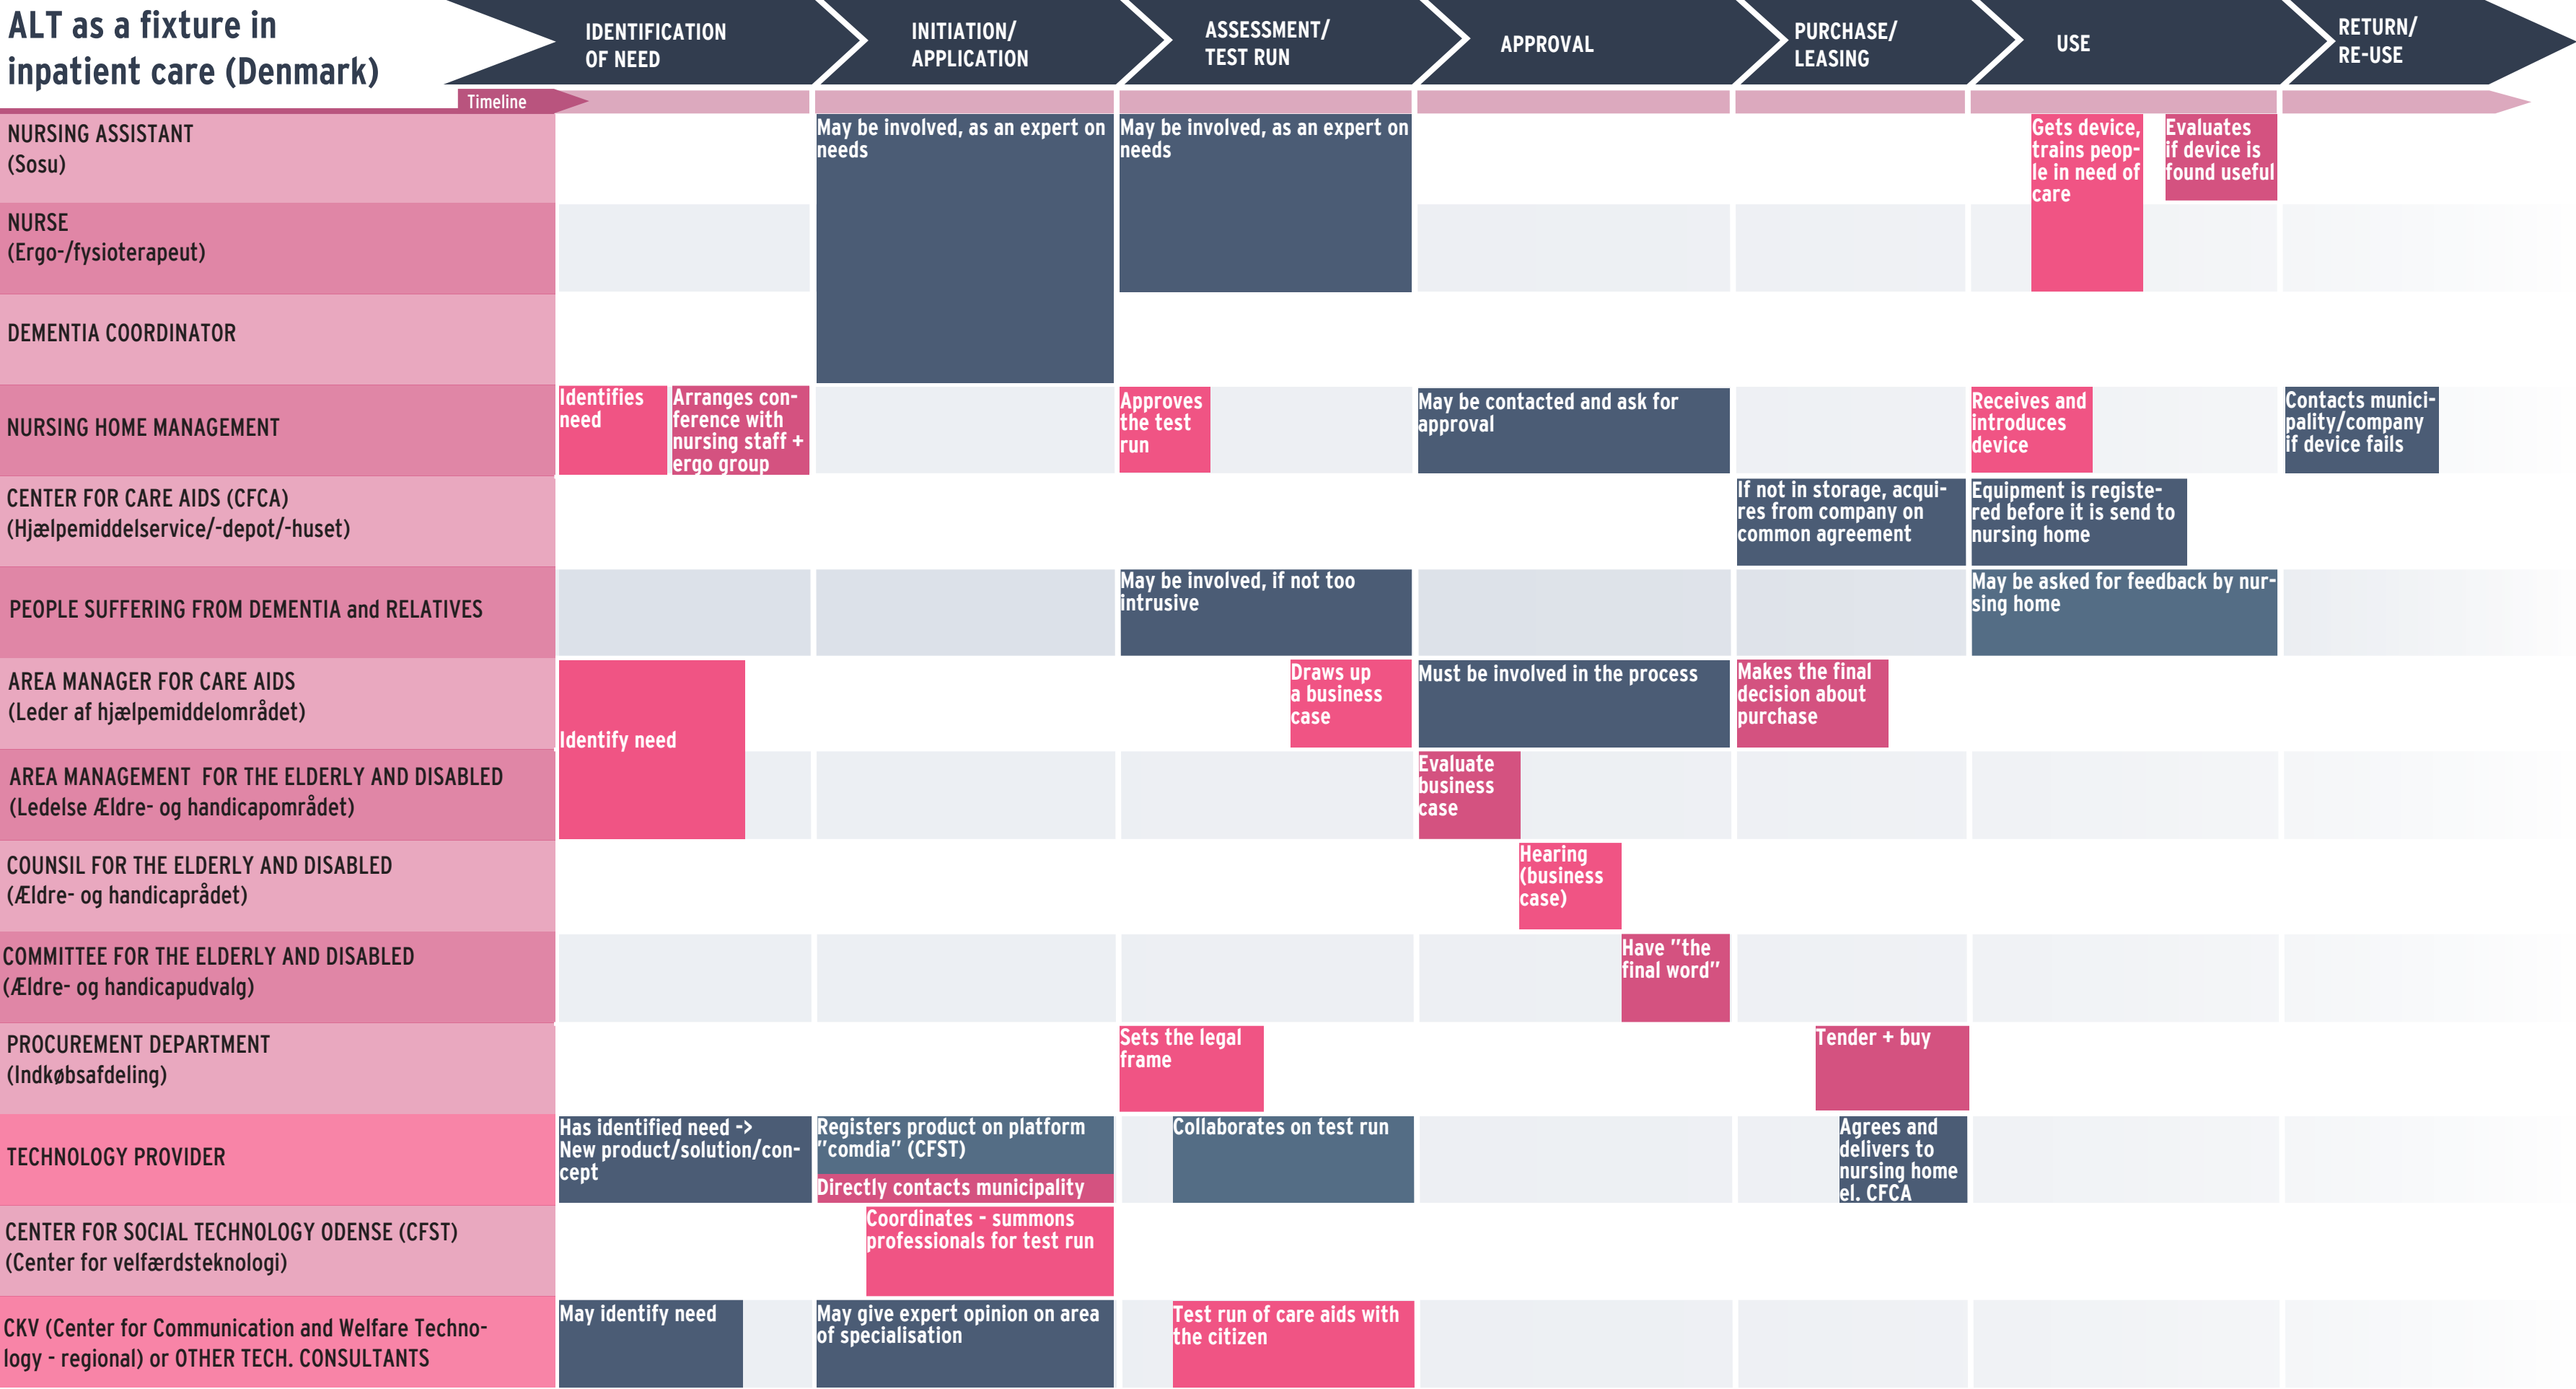 ALT as a fixture in
inpatient care (Denmark)
IDENTIFICATION
OF NEED
INITIATION/
APPLICATION
ASSESSMENT/
TEST RUN
APPROVAL
PURCHASE/
LEASING
USE
RETURN/
RE-USE
Timeline
NURSING ASSISTANT
(Sosu)
May be involved, as an expert on
needs
May be involved, as an expert on
needs
Gets device,
trains peop-
le in need of
care
Evaluates
if device is
found useful
NURSE
(Ergo-/fysioterapeut)
DEMENTIA COORDINATOR
NURSING HOME MANAGEMENT
Identifies
need
Arranges con-
ference with
nursing staff +
ergo group
Approves
the test
run
May be contacted and ask for
approval
Receives and
introduces
device
Contacts munici-
pality/company
if device fails
CENTER FOR CARE AIDS (CFCA)
(Hjælpemiddelservice/-depot/-huset)
If not in storage, acqui-
res from company on
common agreement
Equipment is registe-
red before it is send to
nursing home
PEOPLE SUFFERING FROM DEMENTIA and RELATIVES
May be involved, if not too
intrusive
May be asked for feedback by nur-
sing home
AREA MANAGER FOR CARE AIDS
(Leder af hjælpemiddelområdet)
Identify need
Draws up
a business
case
Must be involved in the process
Makes the final
decision about
purchase
AREA MANAGEMENT FOR THE ELDERLY AND DISABLED
(Ledelse Ældre- og handicapområdet)
Evaluate
business
case
COUNSIL FOR THE ELDERLY AND DISABLED
(Ældre- og handicaprådet)
Hearing
(business
case)
COMMITTEE FOR THE ELDERLY AND DISABLED
(Ældre- og handicapudvalg)
Have "the
final word"
PROCUREMENT DEPARTMENT
(Indkøbsafdeling)
Sets the legal
frame
Tender + buy
TECHNOLOGY PROVIDER
Has identified need ->
New product/solution/con-
cept
Registers product on platform
"comdia" (CFST)
Directly contacts municipality
Collaborates on test run
Agrees and
delivers to
nursing home
el. CFCA
CENTER FOR SOCIAL TECHNOLOGY ODENSE (CFST)
(Center for velfærdsteknologi)
Coordinates - summons
professionals for test run
CKV (Center for Communication and Welfare Techno-
logy - regional) or OTHER TECH. CONSULTANTS
May identify need
May give expert opinion on area
of specialisation
Test run of care aids with
the citizen